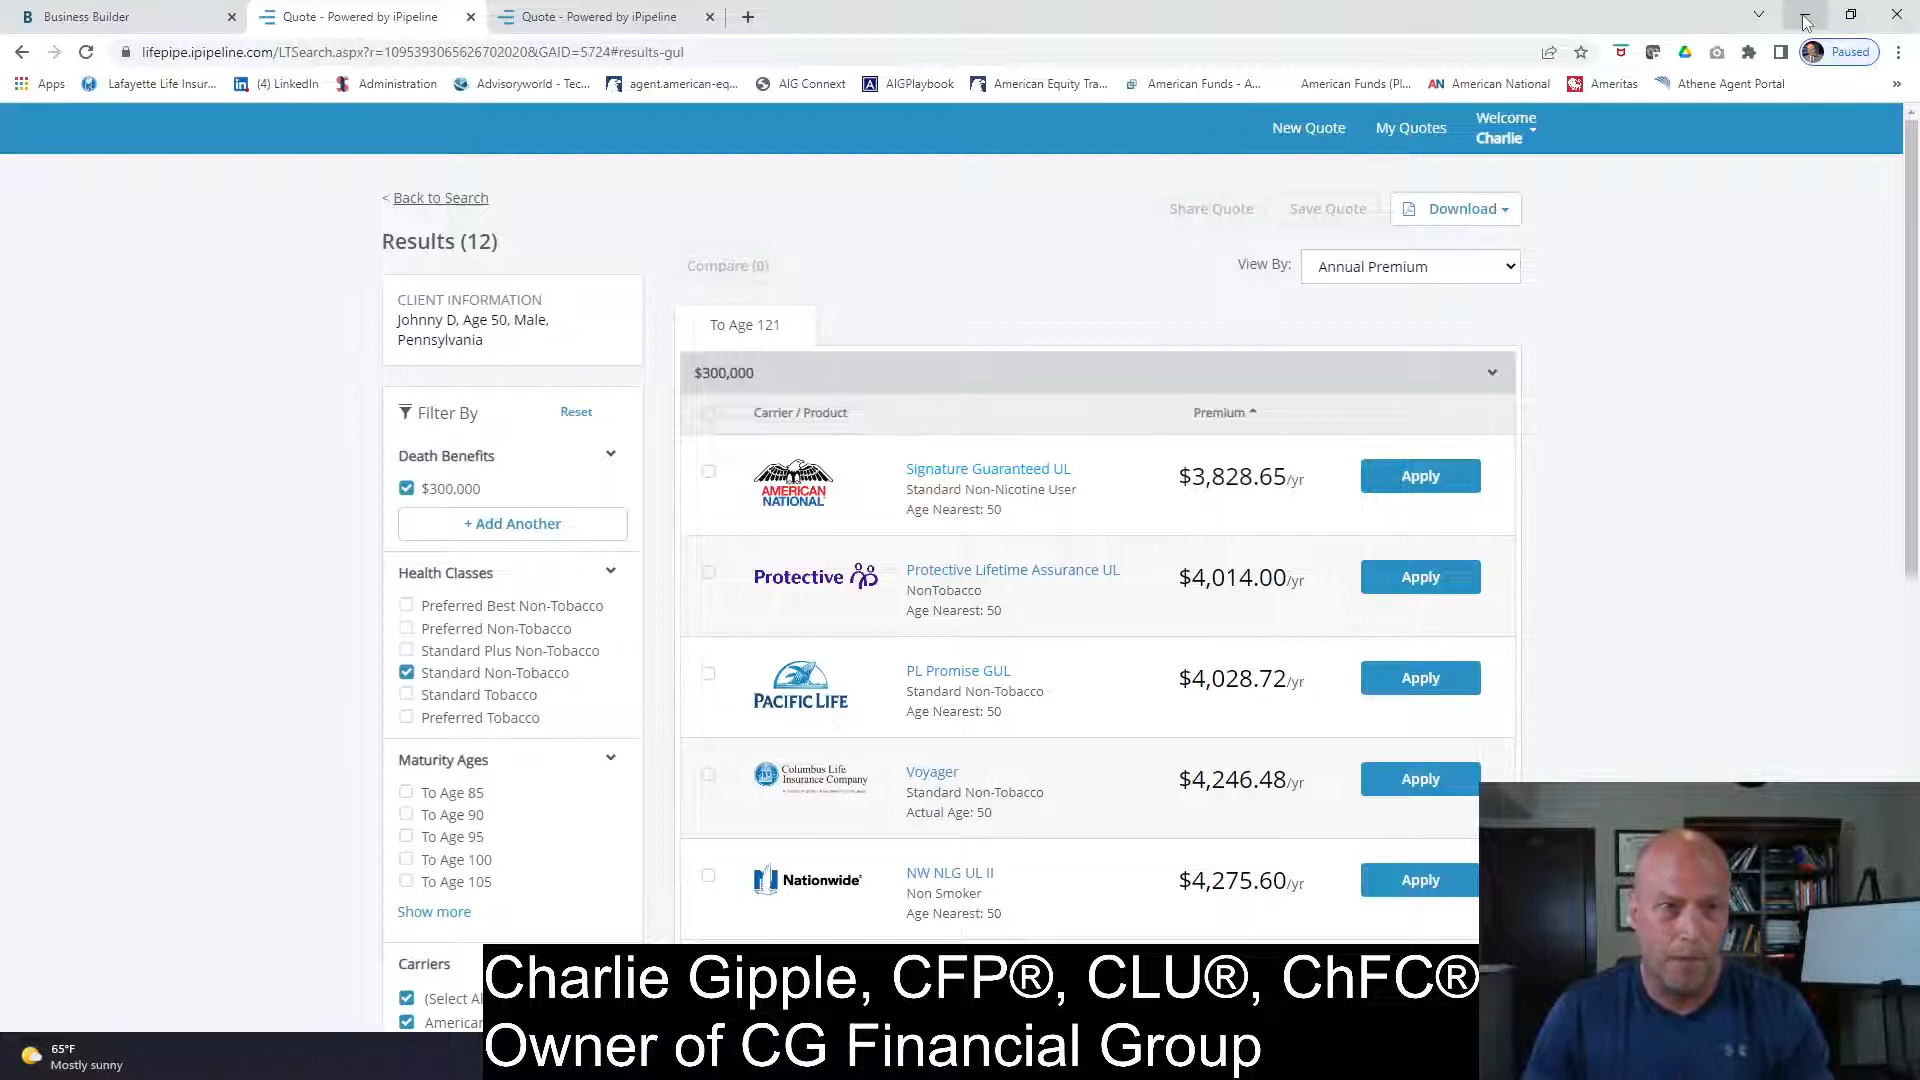 Business Builder
Quote - Powered by iPipeline
Quote - Powered by iPipeline
lifepipe.ipipeline.com/LTSearch.aspx?r=1095393065626702020&GAID=5724#results-gul
Paused
Apps
Lafayette Life Insur...
(4) LinkedIn
Administration
Advisoryworld - Tec...
agent.american-eq...
AIG Connext
AIGPlaybook
American Equity Tra...
American Funds - A...
American Funds (Pl...
American National
Ameritas
Athene Agent Portal
New Quote
My Quotes
Welcome
Charlie
< Back to Search
Share Quote
Save Quote
Download
Results (12)
Compare (0)
View By:
Annual Premium
CLIENT INFORMATION
Johnny D, Age 50, Male,
Pennsylvania
Filter By
Reset
Death Benefits
$300,000
+ Add Another
Health Classes
Preferred Best Non-Tobacco
Preferred Non-Tobacco
Standard Plus Non-Tobacco
Standard Non-Tobacco
Standard Tobacco
Preferred Tobacco
Maturity Ages
To Age 85
To Age 90
To Age 95
To Age 100
To Age 105
Show more
Carriers
(Select Al
American
To Age 121
$300,000
Carrier / Product
Premium
AMERICAN
NATIONAL
Signature Guaranteed UL
Standard Non-Nicotine User
Age Nearest: 50
$3,828.65/yr
Apply
Protective
Protective Lifetime Assurance UL
NonTobacco
Age Nearest: 50
$4,014.00/yr
Apply
PACIFIC LIFE
PL Promise GUL
Standard Non-Tobacco
Age Nearest: 50
$4,028.72/yr
Apply
Columbus Life
Insurance Company
Voyager
Standard Non-Tobacco
Actual Age: 50
$4,246.48/yr
Apply
Nationwide
NW NLG UL II
Non Smoker
Age Nearest: 50
$4,275.60/yr
Apply
Charlie Gipple, CFP®, CLU®, ChFC®
Owner of CG Financial Group
65°F
Mostly sunny